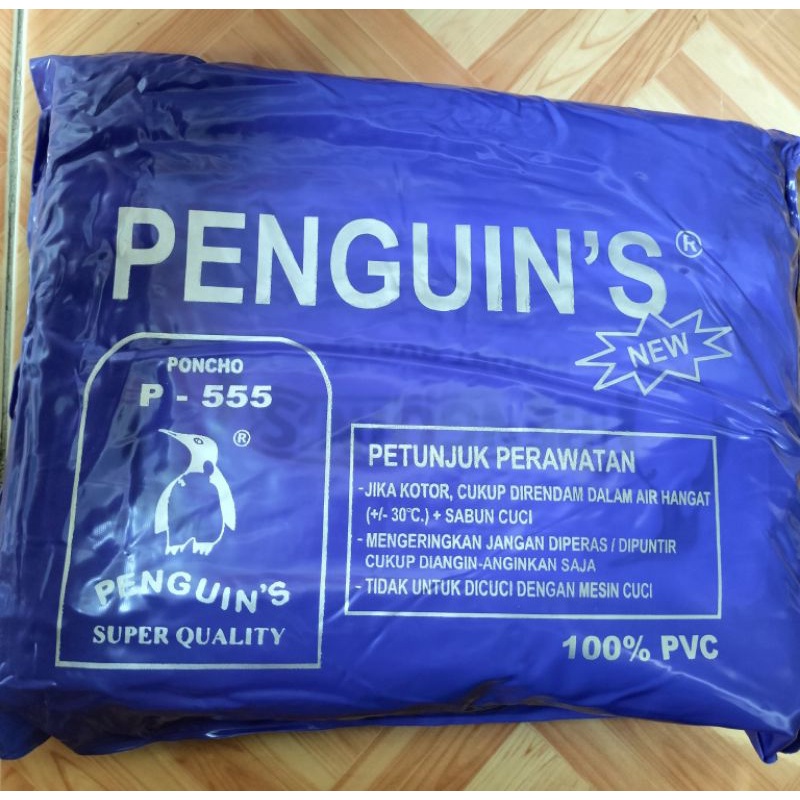 PENGUIN'S®
NEW
PONCHO
P - 555
®
PENGUIN'S
SUPER QUALITY
PETUNJUK PERAWATAN
-JIKA KOTOR, CUKUP DIRENDAM DALAM AIR HANGAT
(+/- 30°C.) + SABUN CUCI
- MENGERINGKAN JANGAN DIPERAS / DIPUNTIR
CUKUP DIANGIN-ANGINKAN SAJA
- TIDAK UNTUK DICUCI DENGAN MESIN CUCI
100% PVC